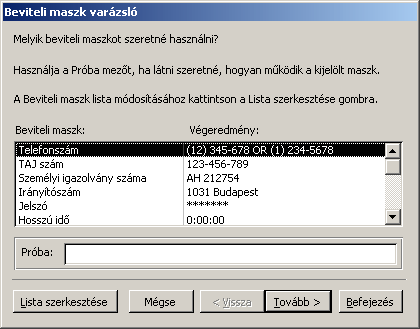 Beviteli maszk varázsló
Melyik beviteli maszkot szeretné használni?
Használja a Próba mezőt, ha látni szeretné, hogyan működik a kijelölt maszk.
A Beviteli maszk lista módosításához kattintson a Lista szerkesztése gombra.
Beviteli maszk: Végeredmény:
Telefonszám (12) 345-678 OR (1) 234-5678
TAJ szám 123-456-789
Személyi igazolvány száma AH 212754
Irányítószám 1031 Budapest
Jelszó *******
Hosszú idő 0:00:00
Próba:
Lista szerkesztése Mégse < Vissza Tovább > Befejezés